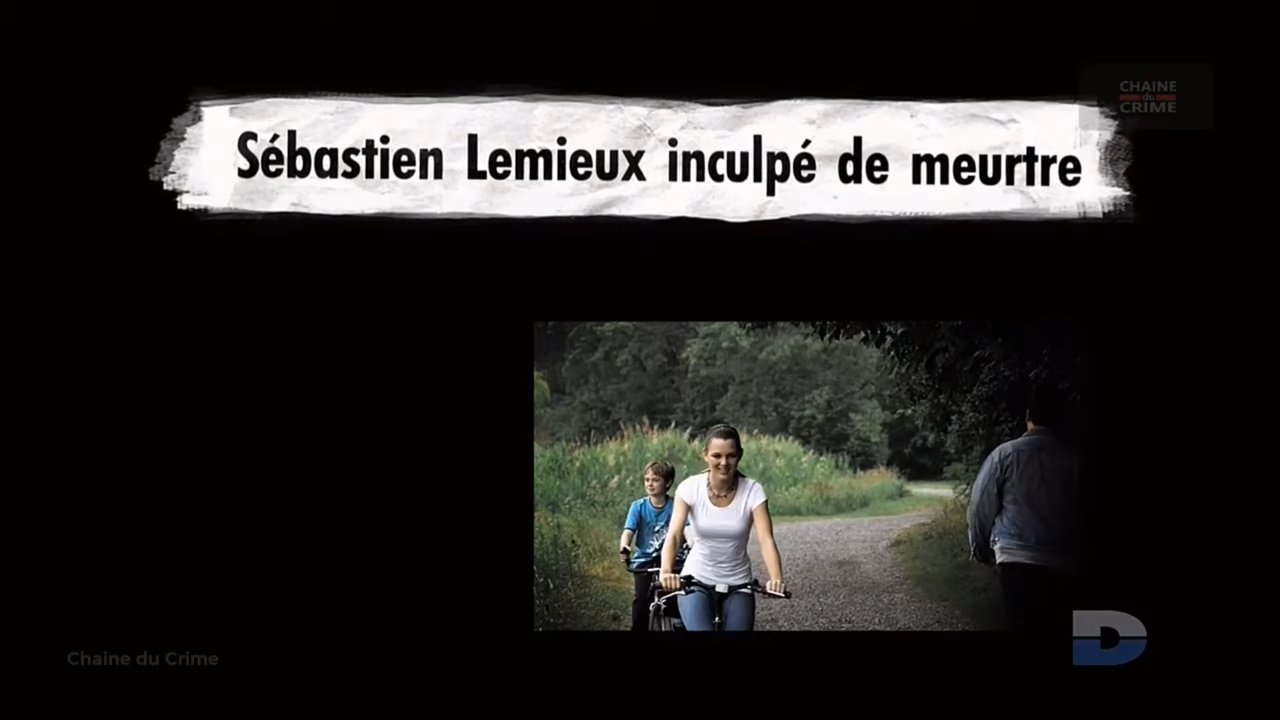 CHAINE
du
CRIME
Sébastien Lemieux inculpé de meurtre
D
Chaine du Crime